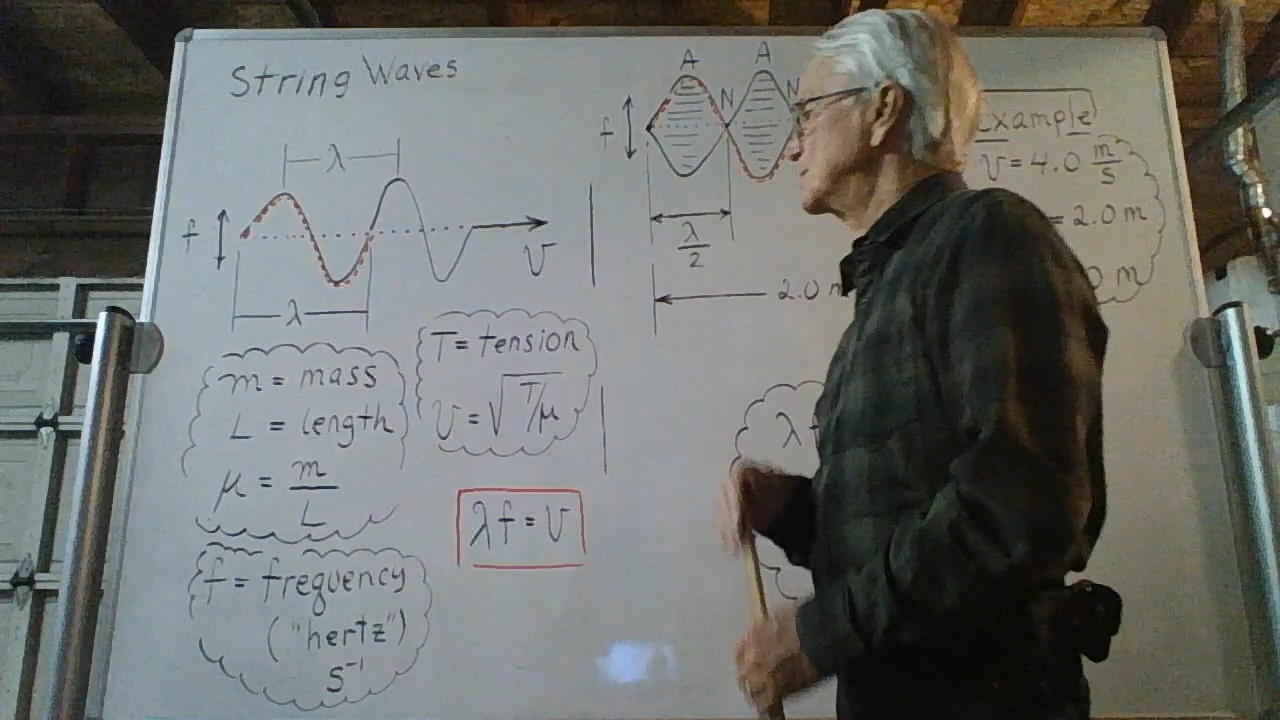 String Waves
λ
f
v
λ
m = mass
L = length
μ = m/L
T = tension
v = √T/μ
λf = v
f = frequency
("hertz")
s⁻¹
A A
N N
f
λ/2
2.0
λ
Example
v = 4.0 m/s
= 2.0 m
m